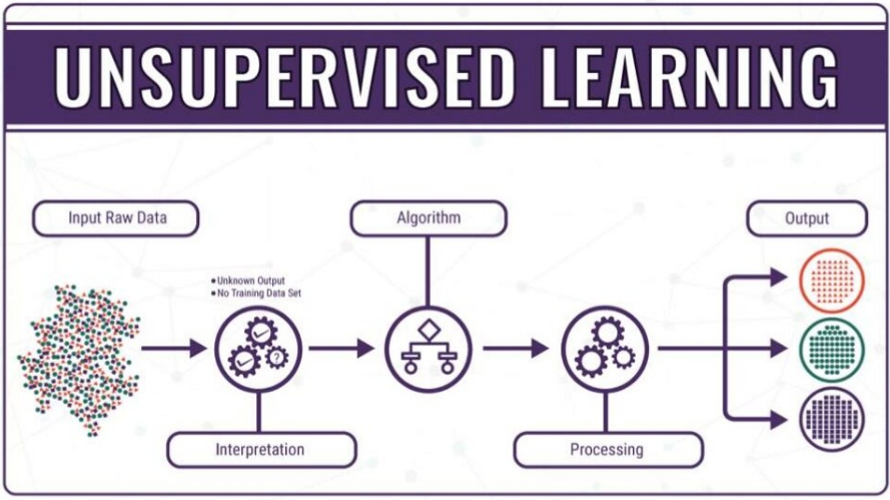 UNSUPERVISED LEARNING
Input Raw Data
Algorithm
Output
• Unknown Output
• No Training Data Set
?
Interpretation
Processing